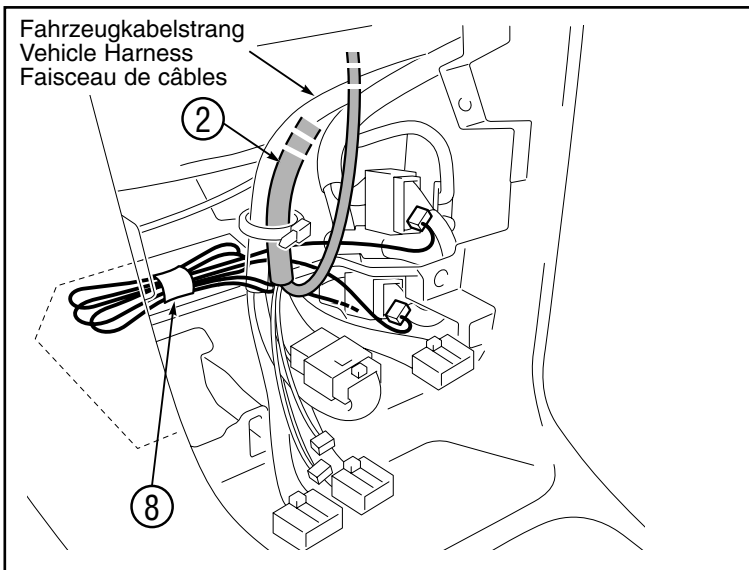 Fahrzeugkabelstrang
Vehicle Harness
Faisceau de câbles
2
8